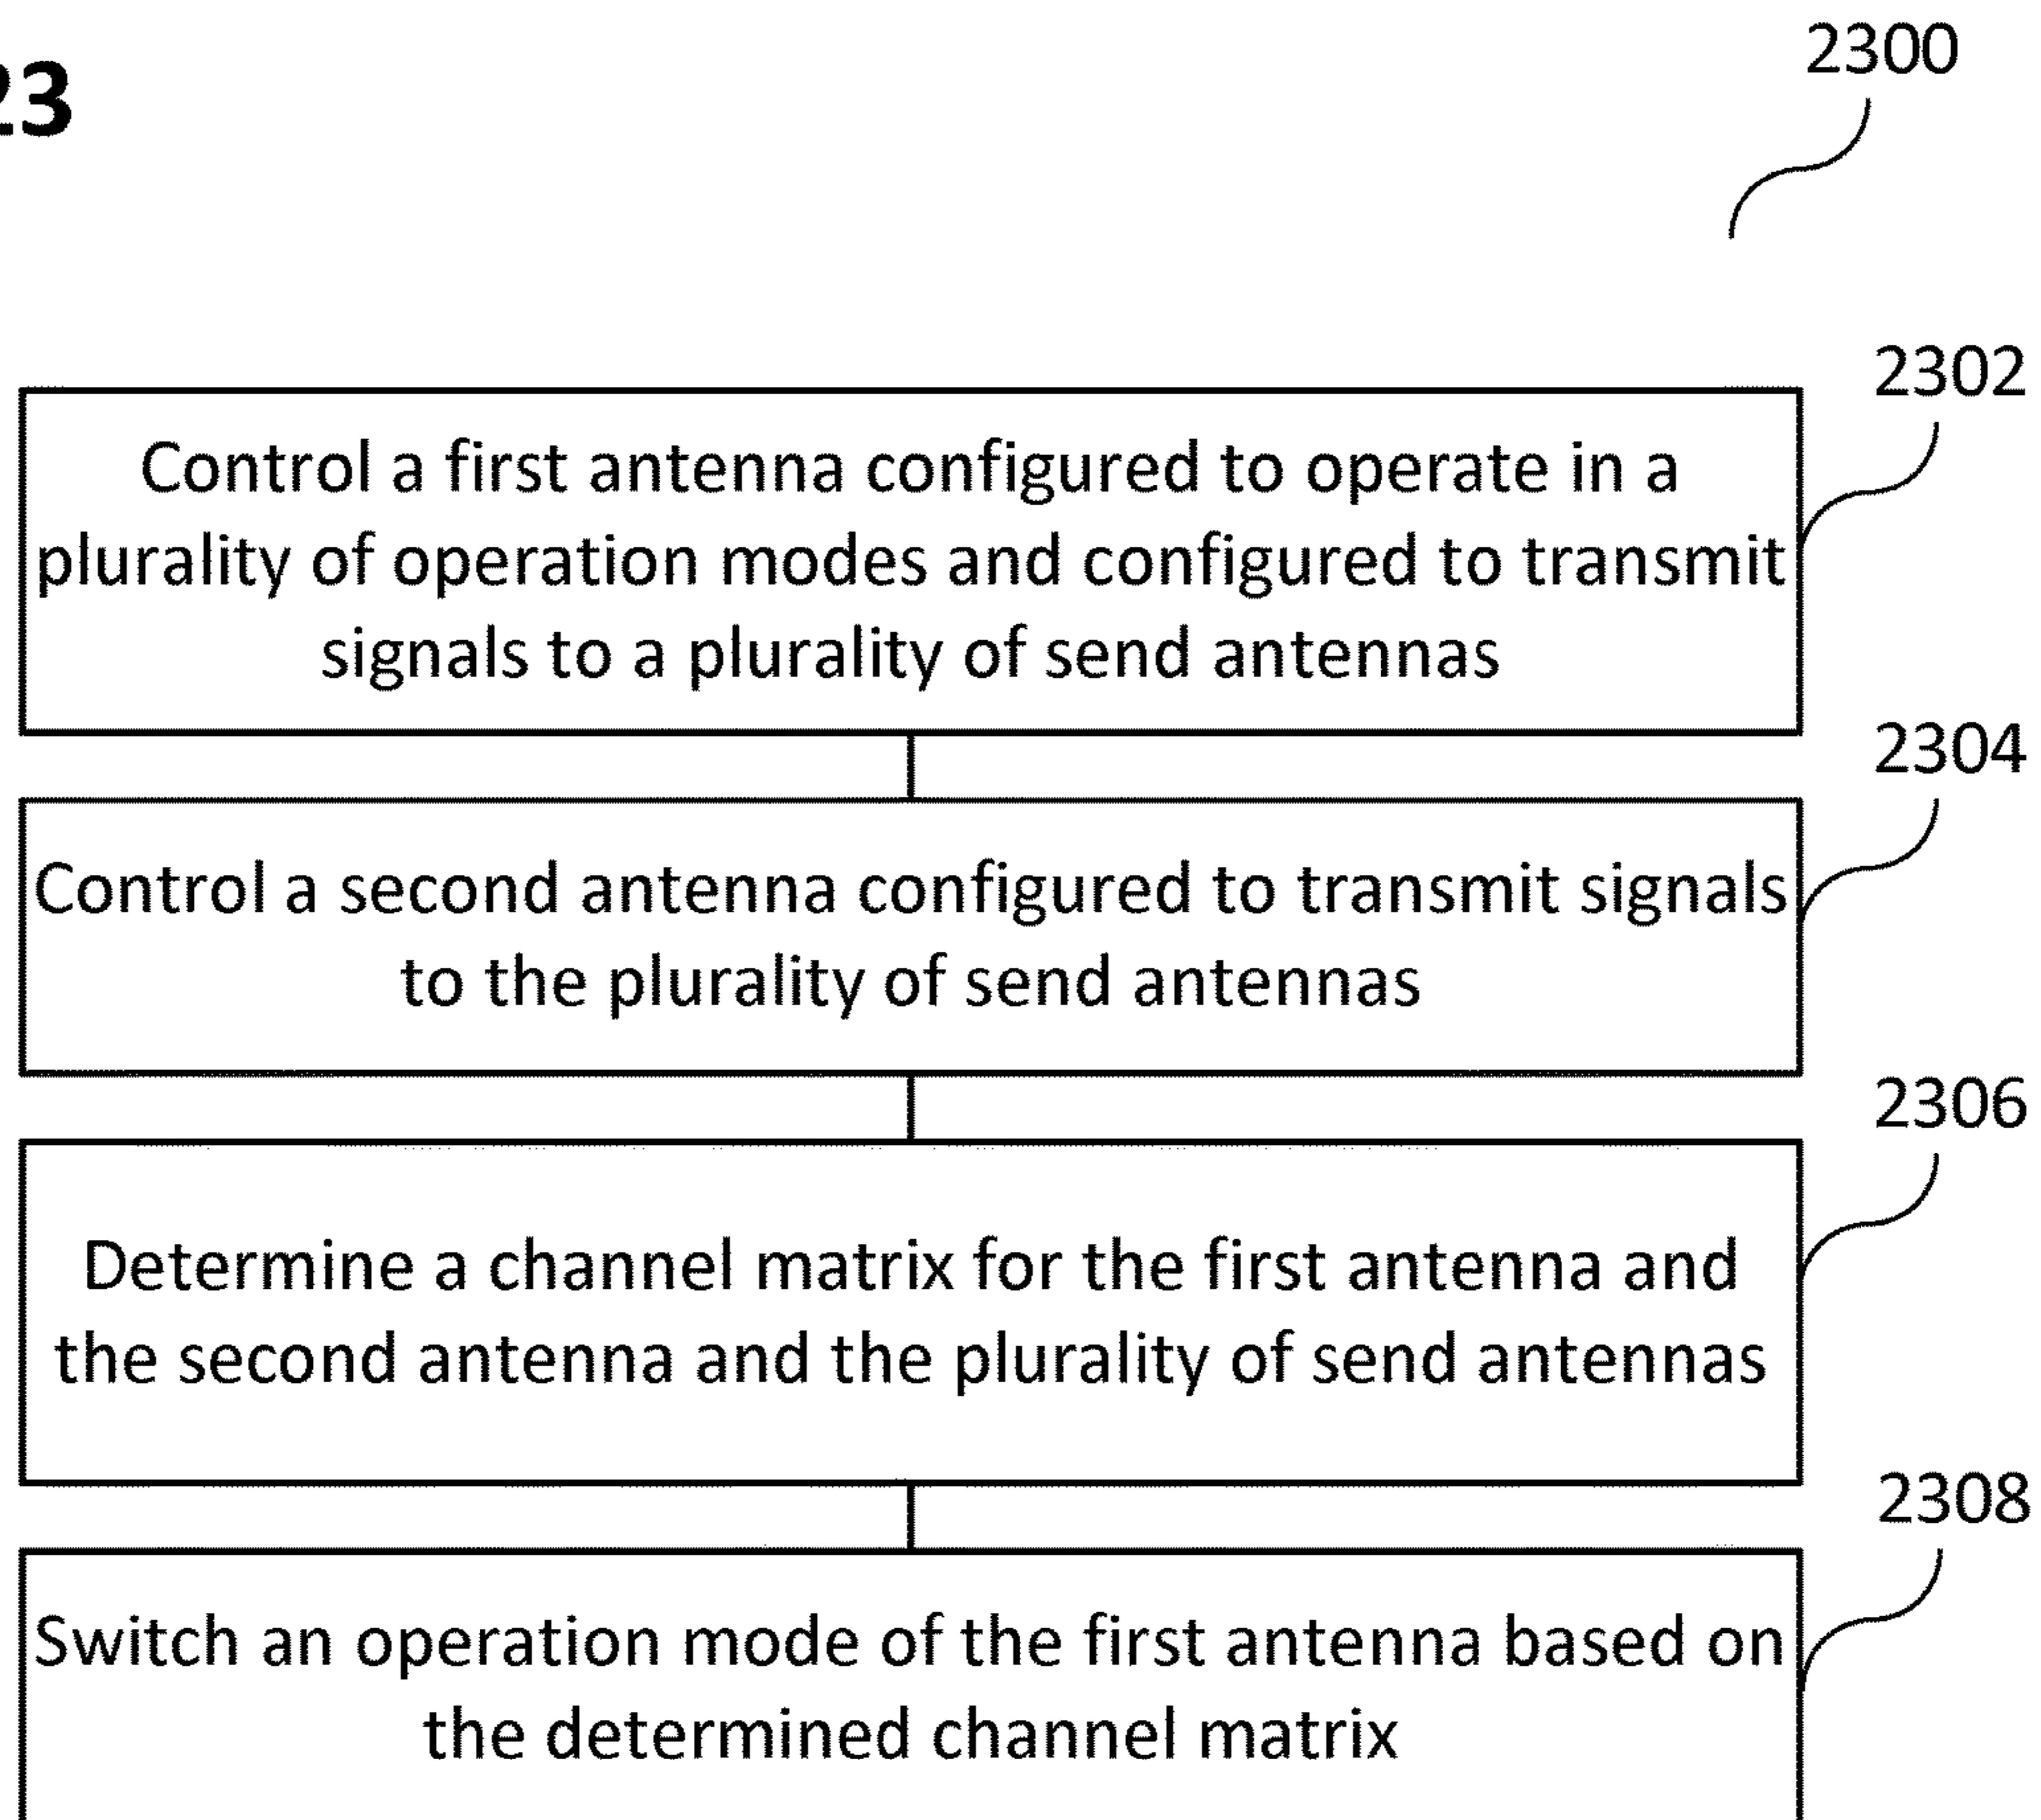 23
2300
2302
Control a first antenna configured to operate in a
plurality of operation modes and configured to transmit
signals to a plurality of send antennas
2304
Control a second antenna configured to transmit signals
to the plurality of send antennas
2306
Determine a channel matrix for the first antenna and
the second antenna and the plurality of send antennas
2308
Switch an operation mode of the first antenna based on
the determined channel matrix